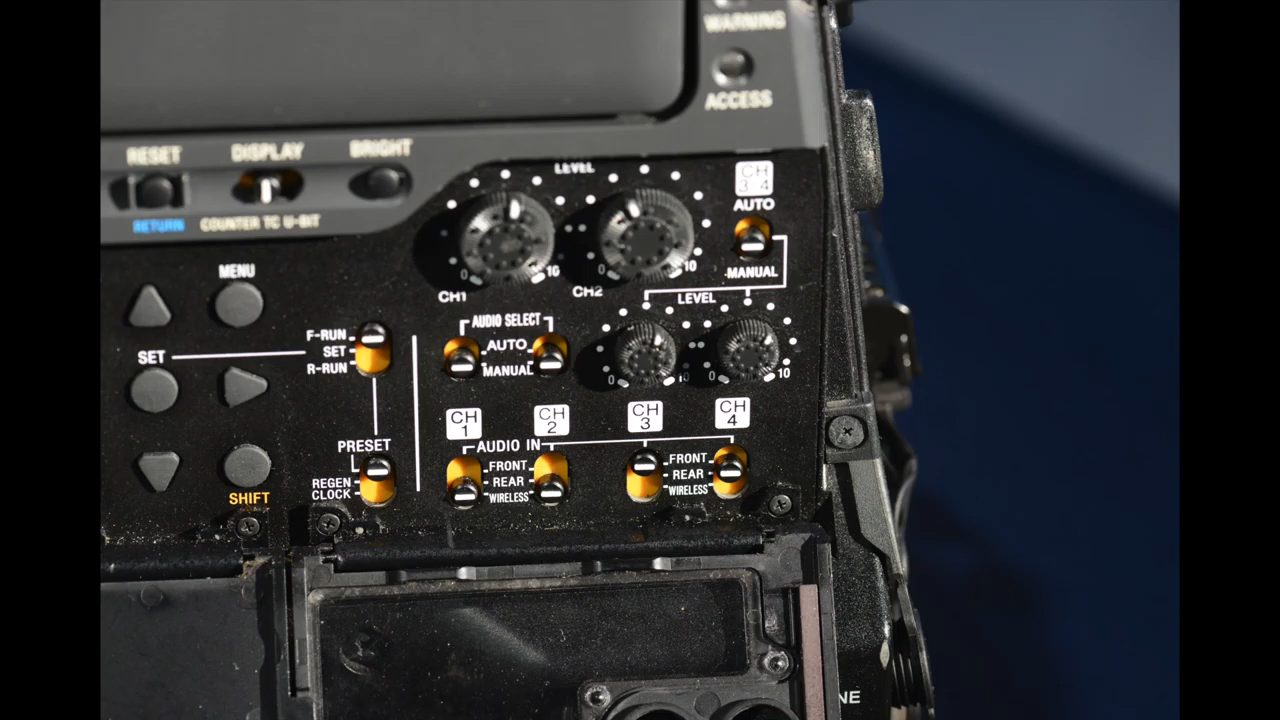 WARNING
ACCESS
RESET
DISPLAY
BRIGHT
RETURN
COUNTER TC U-BIT
LEVEL
CH
3 4
AUTO
MANUAL
0
10
CH1
0
10
CH2
LEVEL
MENU
SET
F-RUN
SET
R-RUN
AUDIO SELECT
AUTO
MANUAL
0
10
0
10
CH
1
CH
2
CH
3
CH
4
PRESET
REGEN
CLOCK
SHIFT
AUDIO IN
FRONT
REAR
WIRELESS
FRONT
REAR
WIRELESS